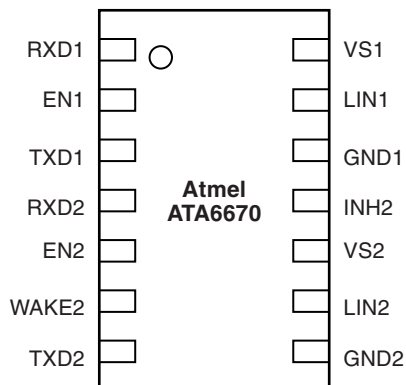 RXD1
EN1
TXD1
RXD2
EN2
WAKE2
TXD2
Atmel
ATA6670
VS1
LIN1
GND1
INH2
VS2
LIN2
GND2